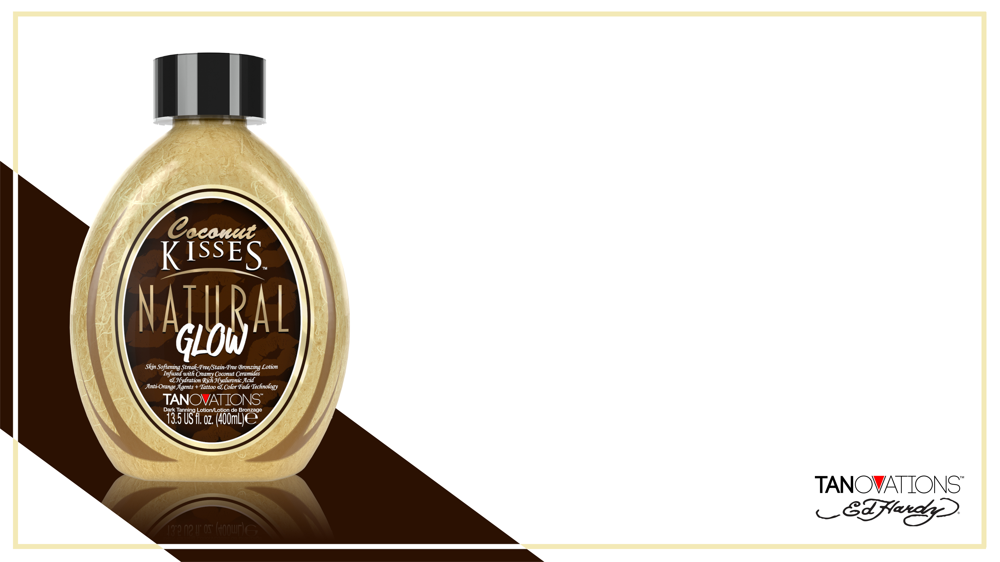 Coconut
KISSES™
NATURAL
GLOW
Skin Softening Streak-Free/Stain-Free Bronzing Lotion
Infused with Creamy Coconut Ceramides
& Hydration Rich Hyaluronic Acid
Anti-Orange Agents + Tattoo & Color Fade Technology
TANOVATIONS™
Dark Tanning Lotion/Lotion de Bronzage
13.5 US fl. oz. (400mL)℮
TANOVATIONS™
Ed Hardy®